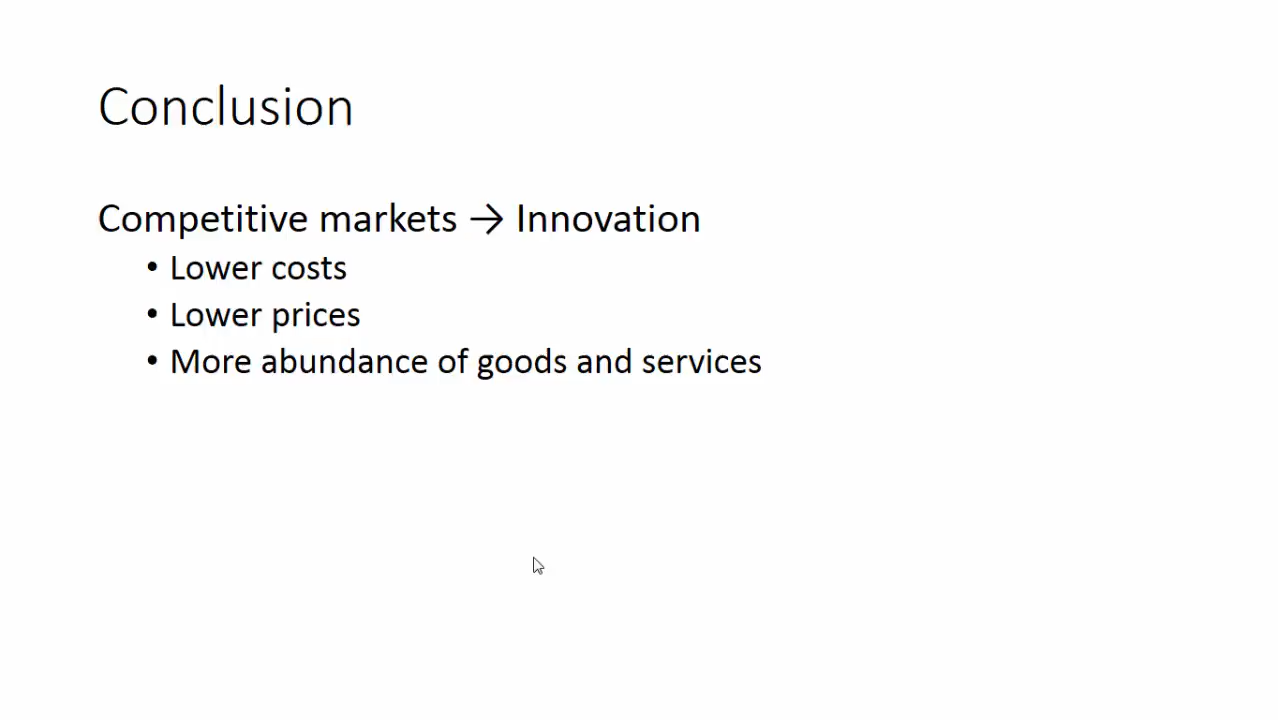 Conclusion
Competitive markets → Innovation
• Lower costs
• Lower prices
• More abundance of goods and services